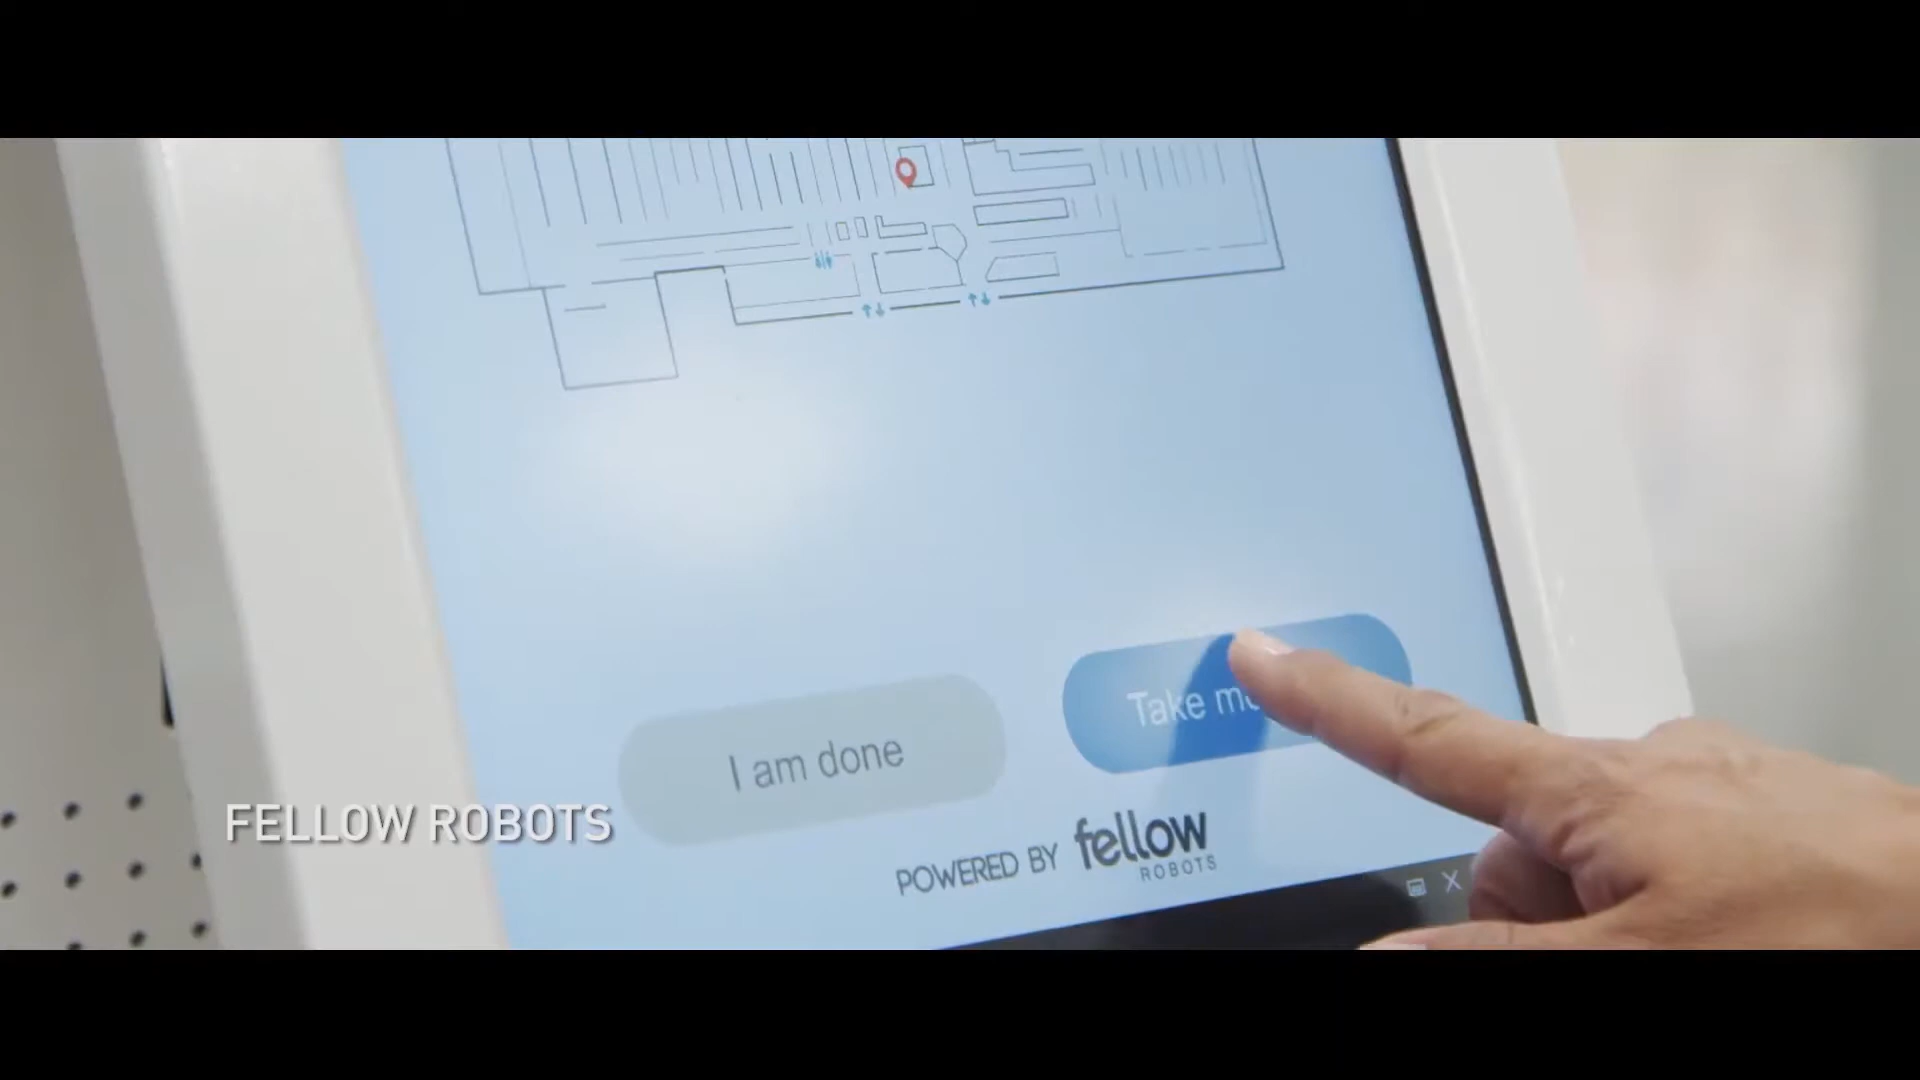 I am done
Take me
POWERED BY fellow
ROBOTS
FELLOW ROBOTS